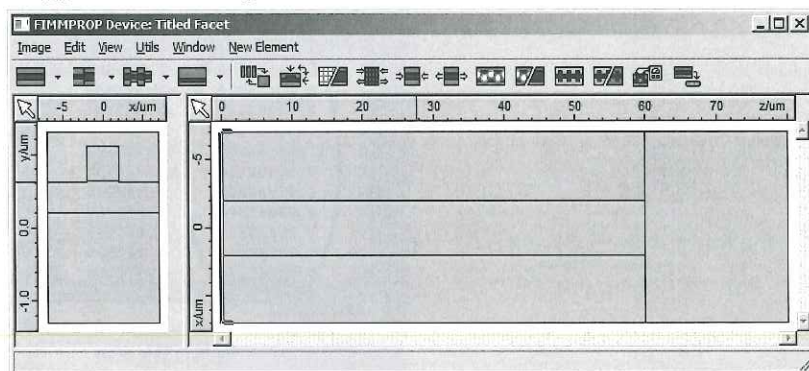 FIMMPROP Device: Titled Facet
Image Edit View Utils Window New Element
-5 0 x/um
0 10 20 30 40 50 60 70 z/um
y/um
0.0
-1.0
-5
0
x/um